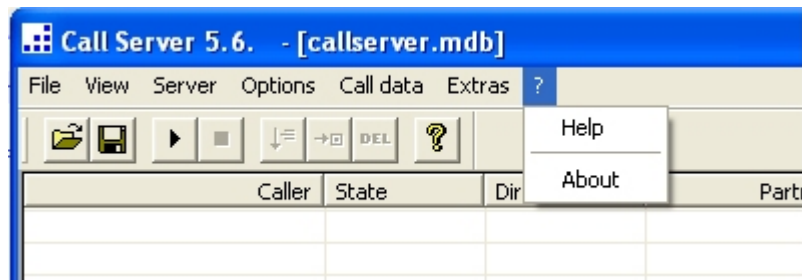 Call Server 5.6. - [callserver.mdb]
File View Server Options Call data Extras ?
DEL ?
Help
About
Caller State Dir Part